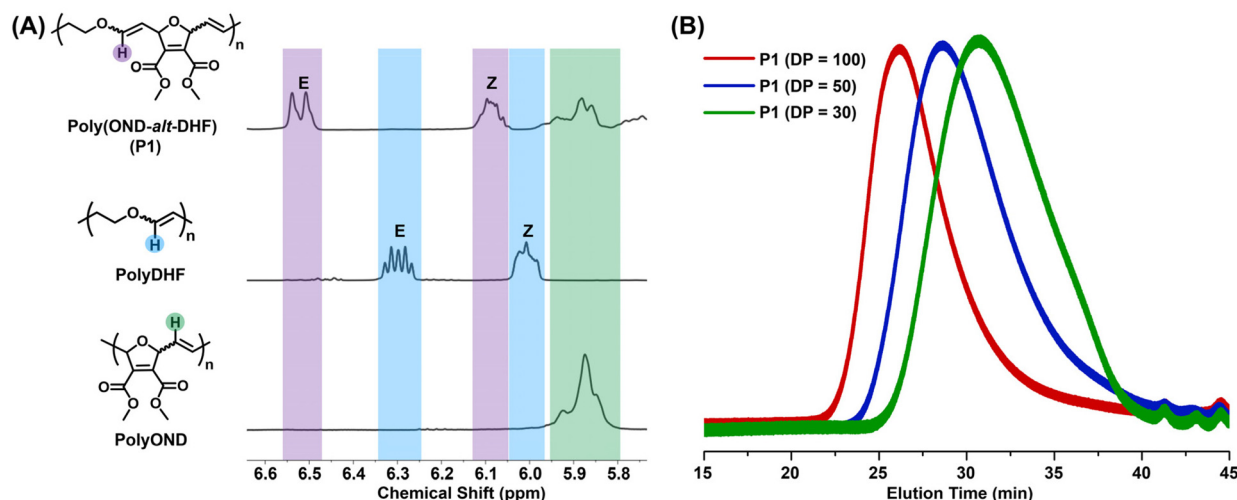 (A)
O
n
H
O
O
O
O
Poly(OND-alt-DHF)
(P1)
E
Z
O
n
H
PolyDHF
E
Z
H
O
n
O
O
O
O
PolyOND
6.6 6.5 6.4 6.3 6.2 6.1 6.0 5.9 5.8
Chemical Shift (ppm)
(B)
P1 (DP = 100)
P1 (DP = 50)
P1 (DP = 30)
15 20 25 30 35 40 45
Elution Time (min)